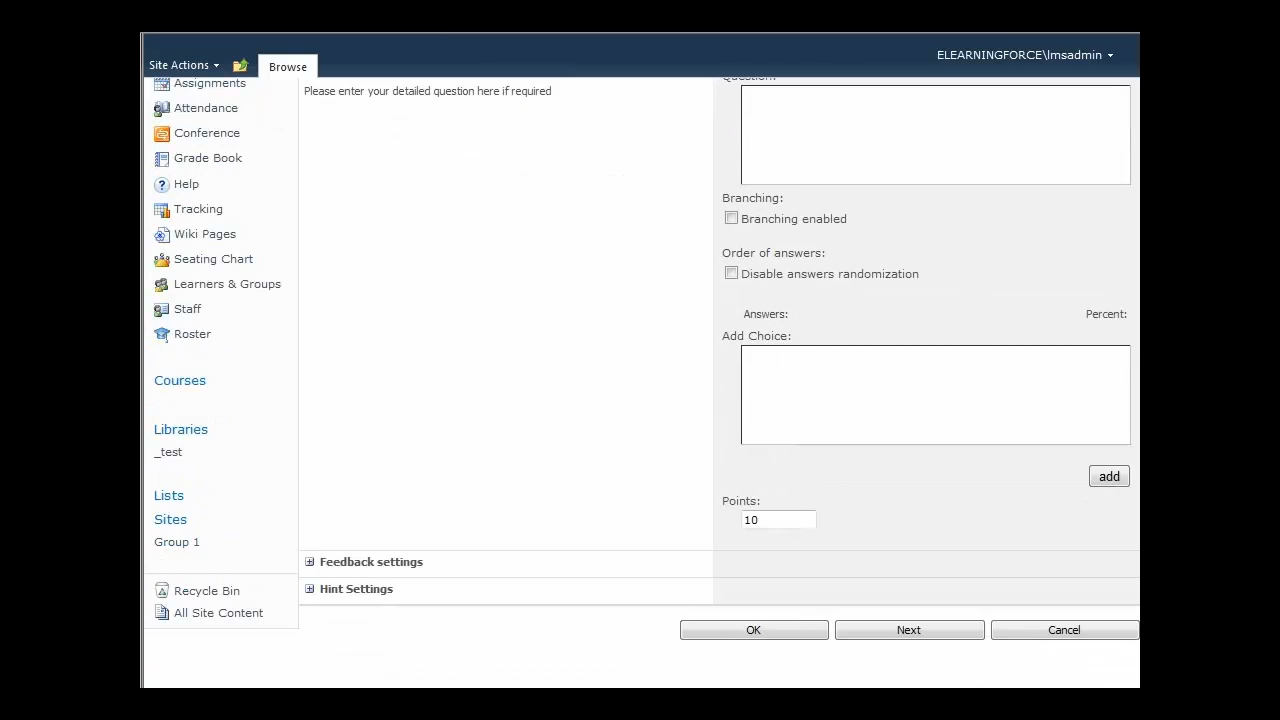 ELEARNINGFORCE\lmsadmin
Site Actions
Browse
Assignments
Attendance
Conference
Grade Book
Help
Tracking
Wiki Pages
Seating Chart
Learners & Groups
Staff
Roster
Courses
Libraries
_test
Lists
Sites
Group 1
Recycle Bin
All Site Content
Please enter your detailed question here if required
Question:
Branching:
Branching enabled
Order of answers:
Disable answers randomization
Answers: Percent:
Add Choice:
add
Points:
10
Feedback settings
Hint Settings
OK Next Cancel